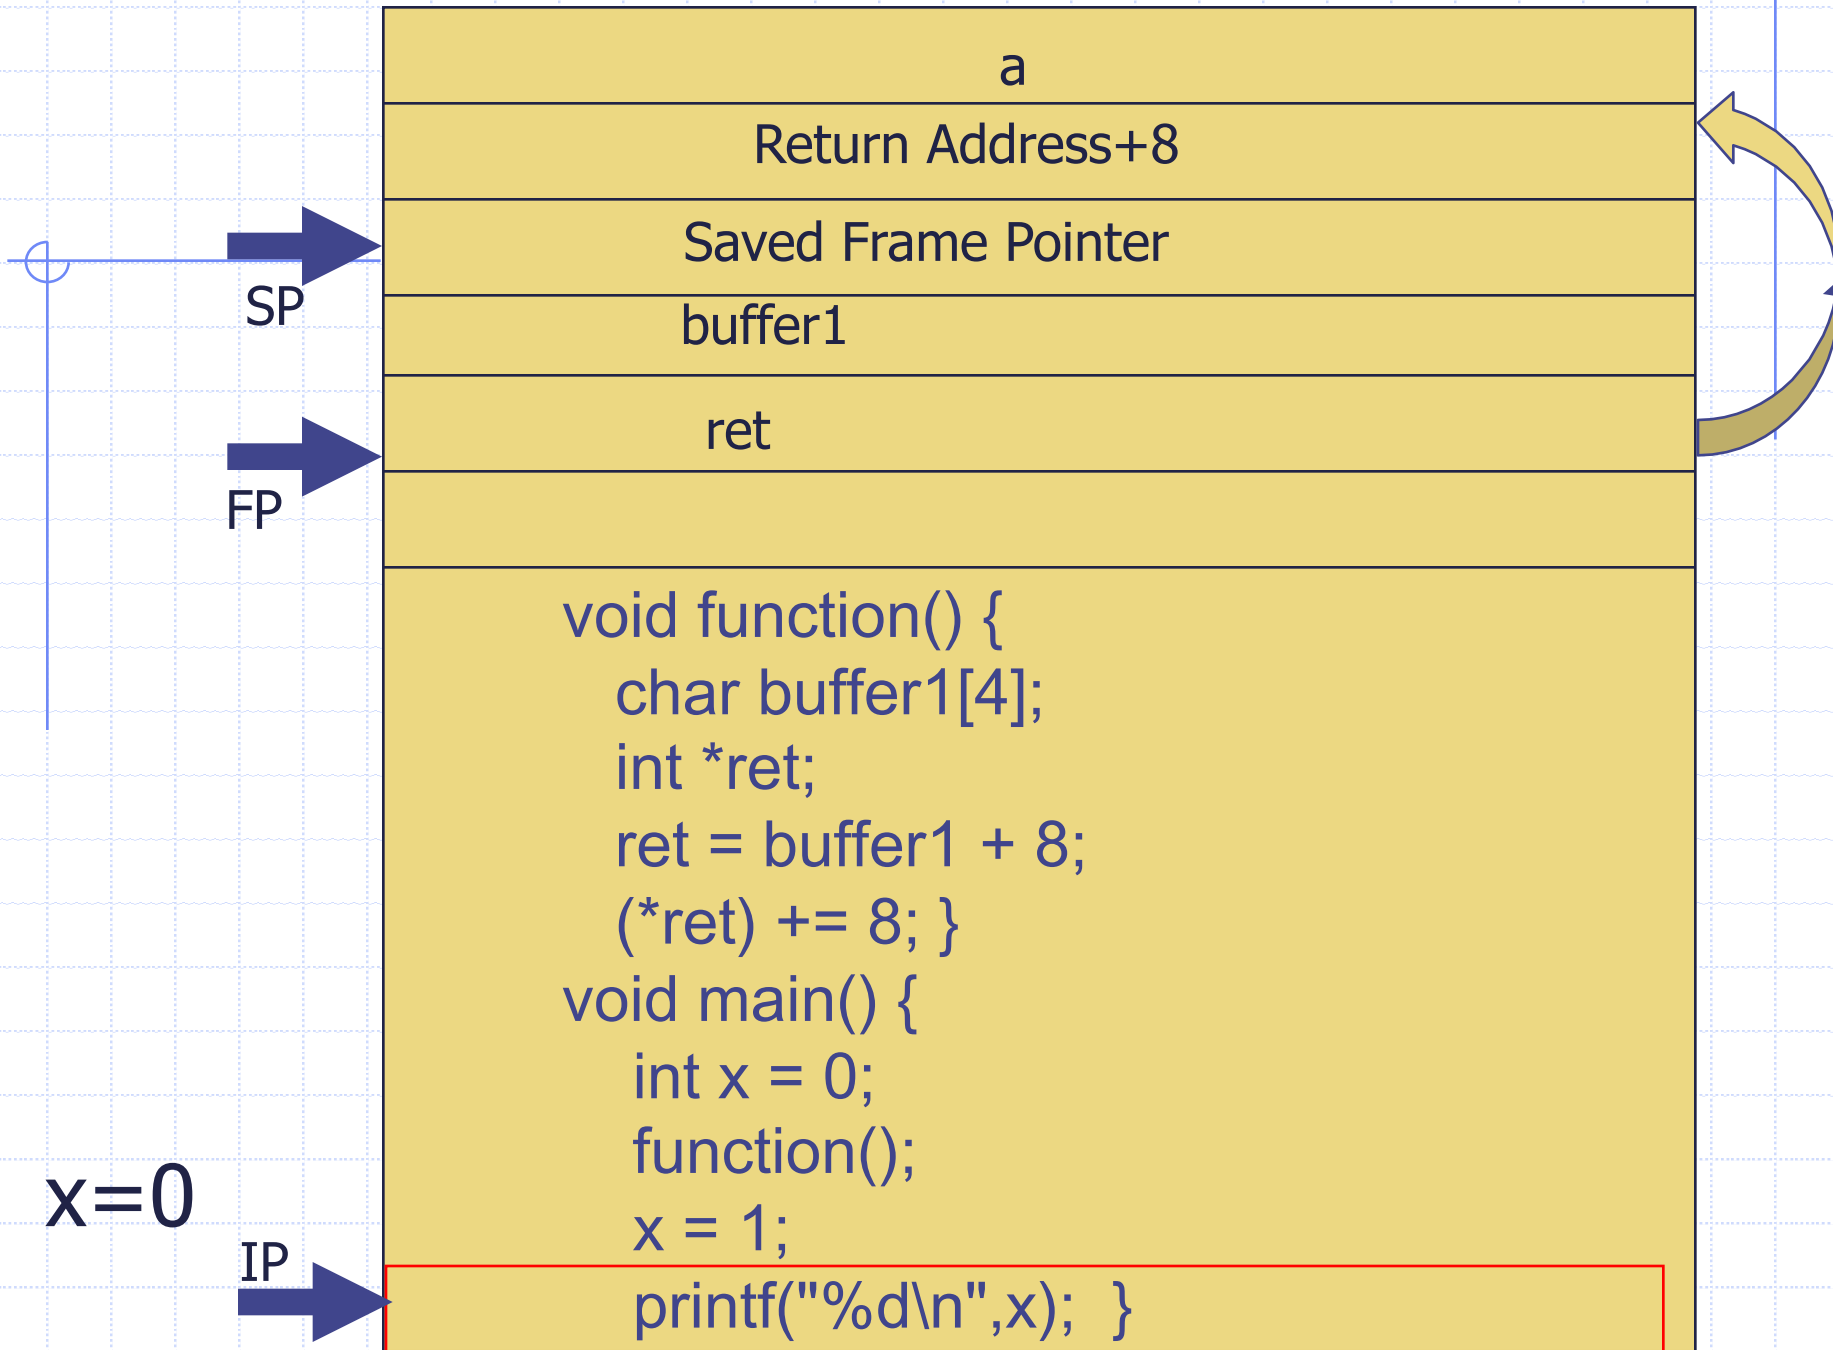 a
Return Address+8
Saved Frame Pointer
SP
buffer1
ret
FP
void function() {
char buffer1[4];
int *ret;
ret = buffer1 + 8;
(*ret) += 8; }
void main() {
int x = 0;
function();
x=0
x = 1;
IP
printf("%d\n",x);  }